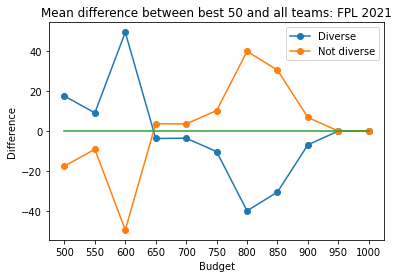 Mean difference between best 50 and all teams: FPL 2021
Diverse
Not diverse
Difference
40
20
0
−20
−40
500 550 600 650 700 750 800 850 900 950 1000
Budget